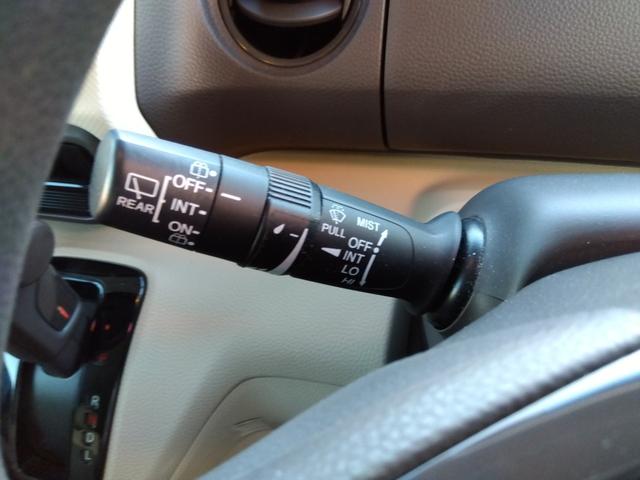 REAR
OFF
INT
ON
PULL
MIST
OFF
INT
LO
HI
R
D
L